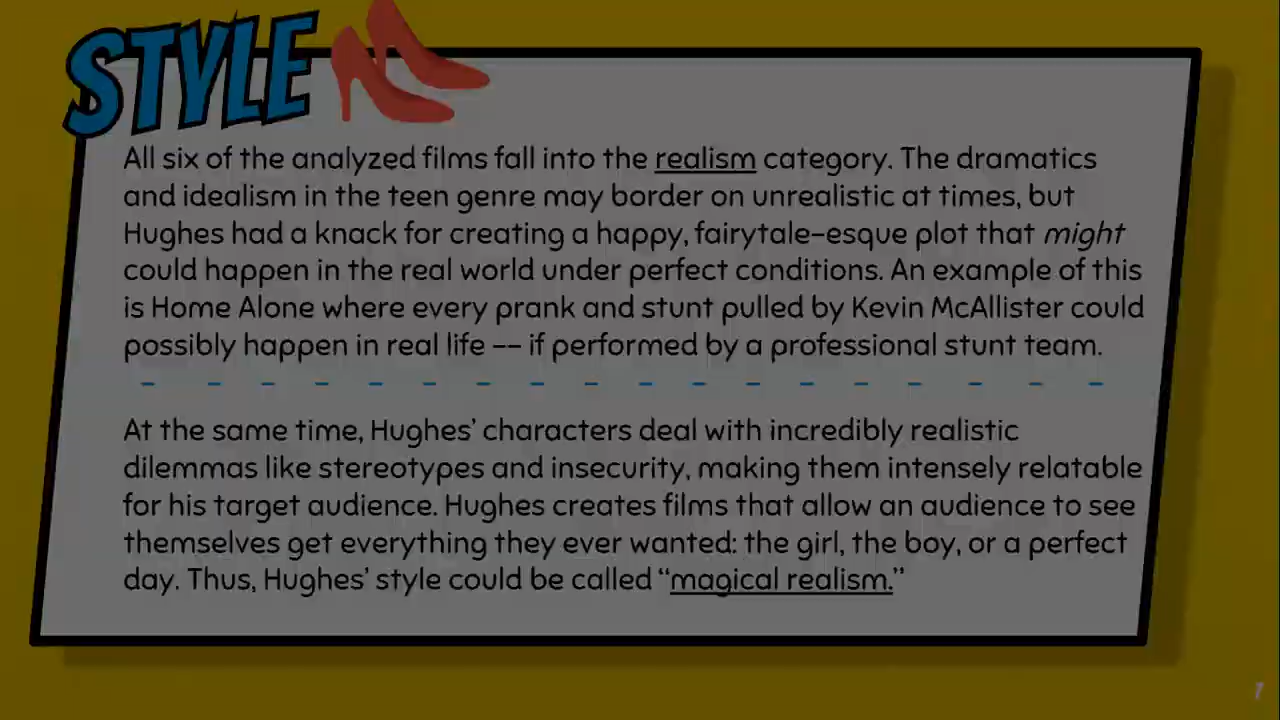 STYLE
All six of the analyzed films fall into the realism category. The dramatics
and idealism in the teen genre may border on unrealistic at times, but
Hughes had a knack for creating a happy, fairytale-esque plot that might
could happen in the real world under perfect conditions. An example of this
is Home Alone where every prank and stunt pulled by Kevin McAllister could
possibly happen in real life -- if performed by a professional stunt team.
At the same time, Hughes’ characters deal with incredibly realistic
dilemmas like stereotypes and insecurity, making them intensely relatable
for his target audience. Hughes creates films that allow an audience to see
themselves get everything they ever wanted: the girl, the boy, or a perfect
day. Thus, Hughes’ style could be called “magical realism.”
7